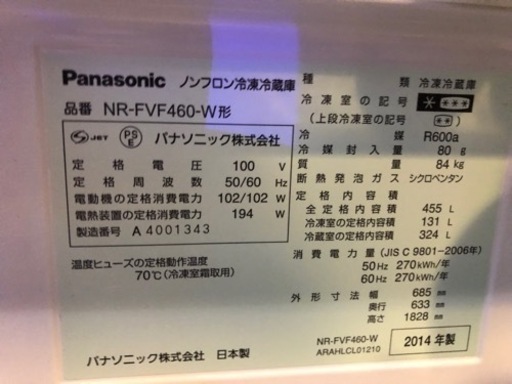 Panasonic ノンフロン冷凍冷蔵庫
品番 NR-FVF460-W形
JET PSE パナソニック株式会社
定格電圧 100 V
定格周波数 50/60 Hz
電動機の定格消費電力 102/102 W
電熱装置の定格消費電力 194 W
製造番号 A 4001343
温度ヒューズの定格動作温度
70℃(冷凍室霜取用)
パナソニック株式会社 日本製
種類 冷凍冷蔵庫
冷凍室の記号
(上段冷凍室の記号)
冷媒 R600a
冷媒封入量 80 g
質量 84 kg
断熱発泡ガス シクロペンタン
定格内容積
全定格内容積 455 L
冷凍室の定格内容積 131 L
冷蔵室の定格内容積 324 L
消費電力量 (JIS C 9801-2006年)
50 Hz 270 kWh/年
60 Hz 270 kWh/年
外形寸法 幅 685 mm
奥行 633 mm
高さ 1828 mm
NR-FVF460-W
ARAHLCL01210
2014 年製